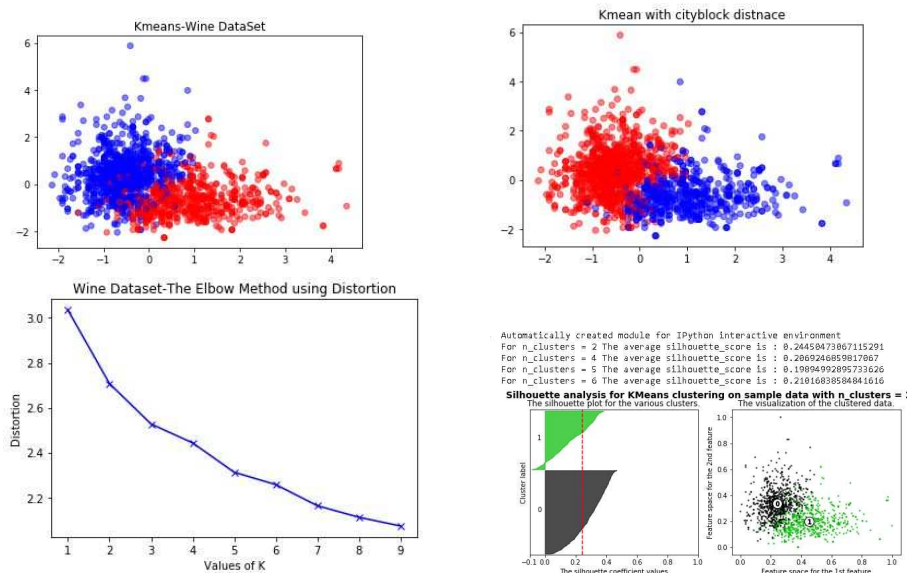 Kmeans-Wine DataSet
6
4
2
0
−2
−2 −1 0 1 2 3 4
Kmean with cityblock distnace
6
4
2
0
−2
−2 −1 0 1 2 3 4
Wine Dataset-The Elbow Method using Distortion
Distortion
3.0
2.8
2.6
2.4
2.2
1 2 3 4 5 6 7 8 9
Values of K
Automatically created module for IPython interactive environment
For n_clusters = 2 The average silhouette_score is : 0.24450473067115291
For n_clusters = 4 The average silhouette_score is : 0.2069246859817067
For n_clusters = 5 The average silhouette_score is : 0.19894992895733626
For n_clusters = 6 The average silhouette_score is : 0.21016838584841616
Silhouette analysis for KMeans clustering on sample data with n_clusters = 2
The silhouette plot for the various clusters.
Cluster label
1
0
−0.1 0.0 0.2 0.4 0.6 0.8 1.0
The silhouette coefficient values
The visualization of the clustered data.
Feature space for the 2nd feature
1.0
0.8
0.6
0.4
0.2
0.0
0
1
0.0 0.2 0.4 0.6 0.8 1.0
Feature space for the 1st feature